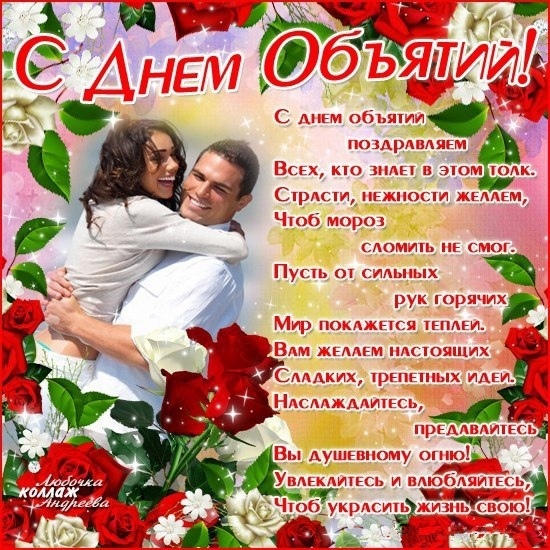 С Днем Объятий!
С днем объятий
поздравляем
Всех, кто знает в этом толк.
Страсти, нежности желаем,
Чтоб мороз
сломить не смог.
Пусть от сильных
рук горячих
Мир покажется теплей.
Вам желаем настоящих
Сладких, трепетных идей.
Наслаждайтесь,
предавайтесь
Вы душевному огню!
Увлекайтесь и влюбляйтесь,
Чтоб украсить жизнь свою!
Любочка
коллаж
Андреева